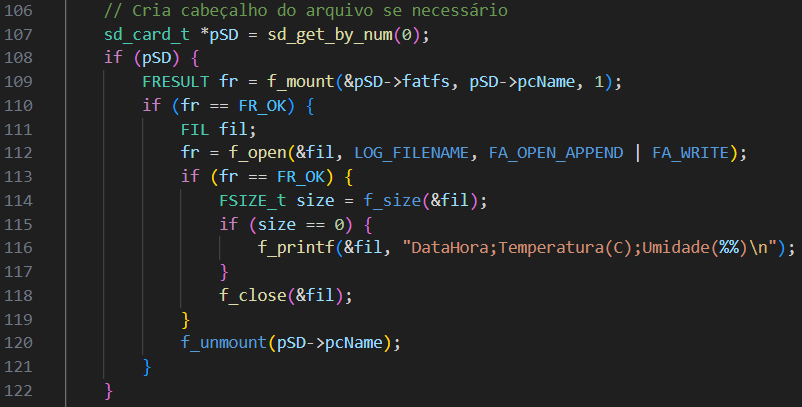 106 // Cria cabeçalho do arquivo se necessário
107 sd_card_t *pSD = sd_get_by_num(0);
108 if (pSD) {
109 FRESULT fr = f_mount(&pSD->fatfs, pSD->pcName, 1);
110 if (fr == FR_OK) {
111 FIL fil;
112 fr = f_open(&fil, LOG_FILENAME, FA_OPEN_APPEND | FA_WRITE);
113 if (fr == FR_OK) {
114 FSIZE_t size = f_size(&fil);
115 if (size == 0) {
116 f_printf(&fil, "DataHora;Temperatura(C);Umidade(%%)\n");
117 }
118 f_close(&fil);
119 }
120 f_unmount(pSD->pcName);
121 }
122 }